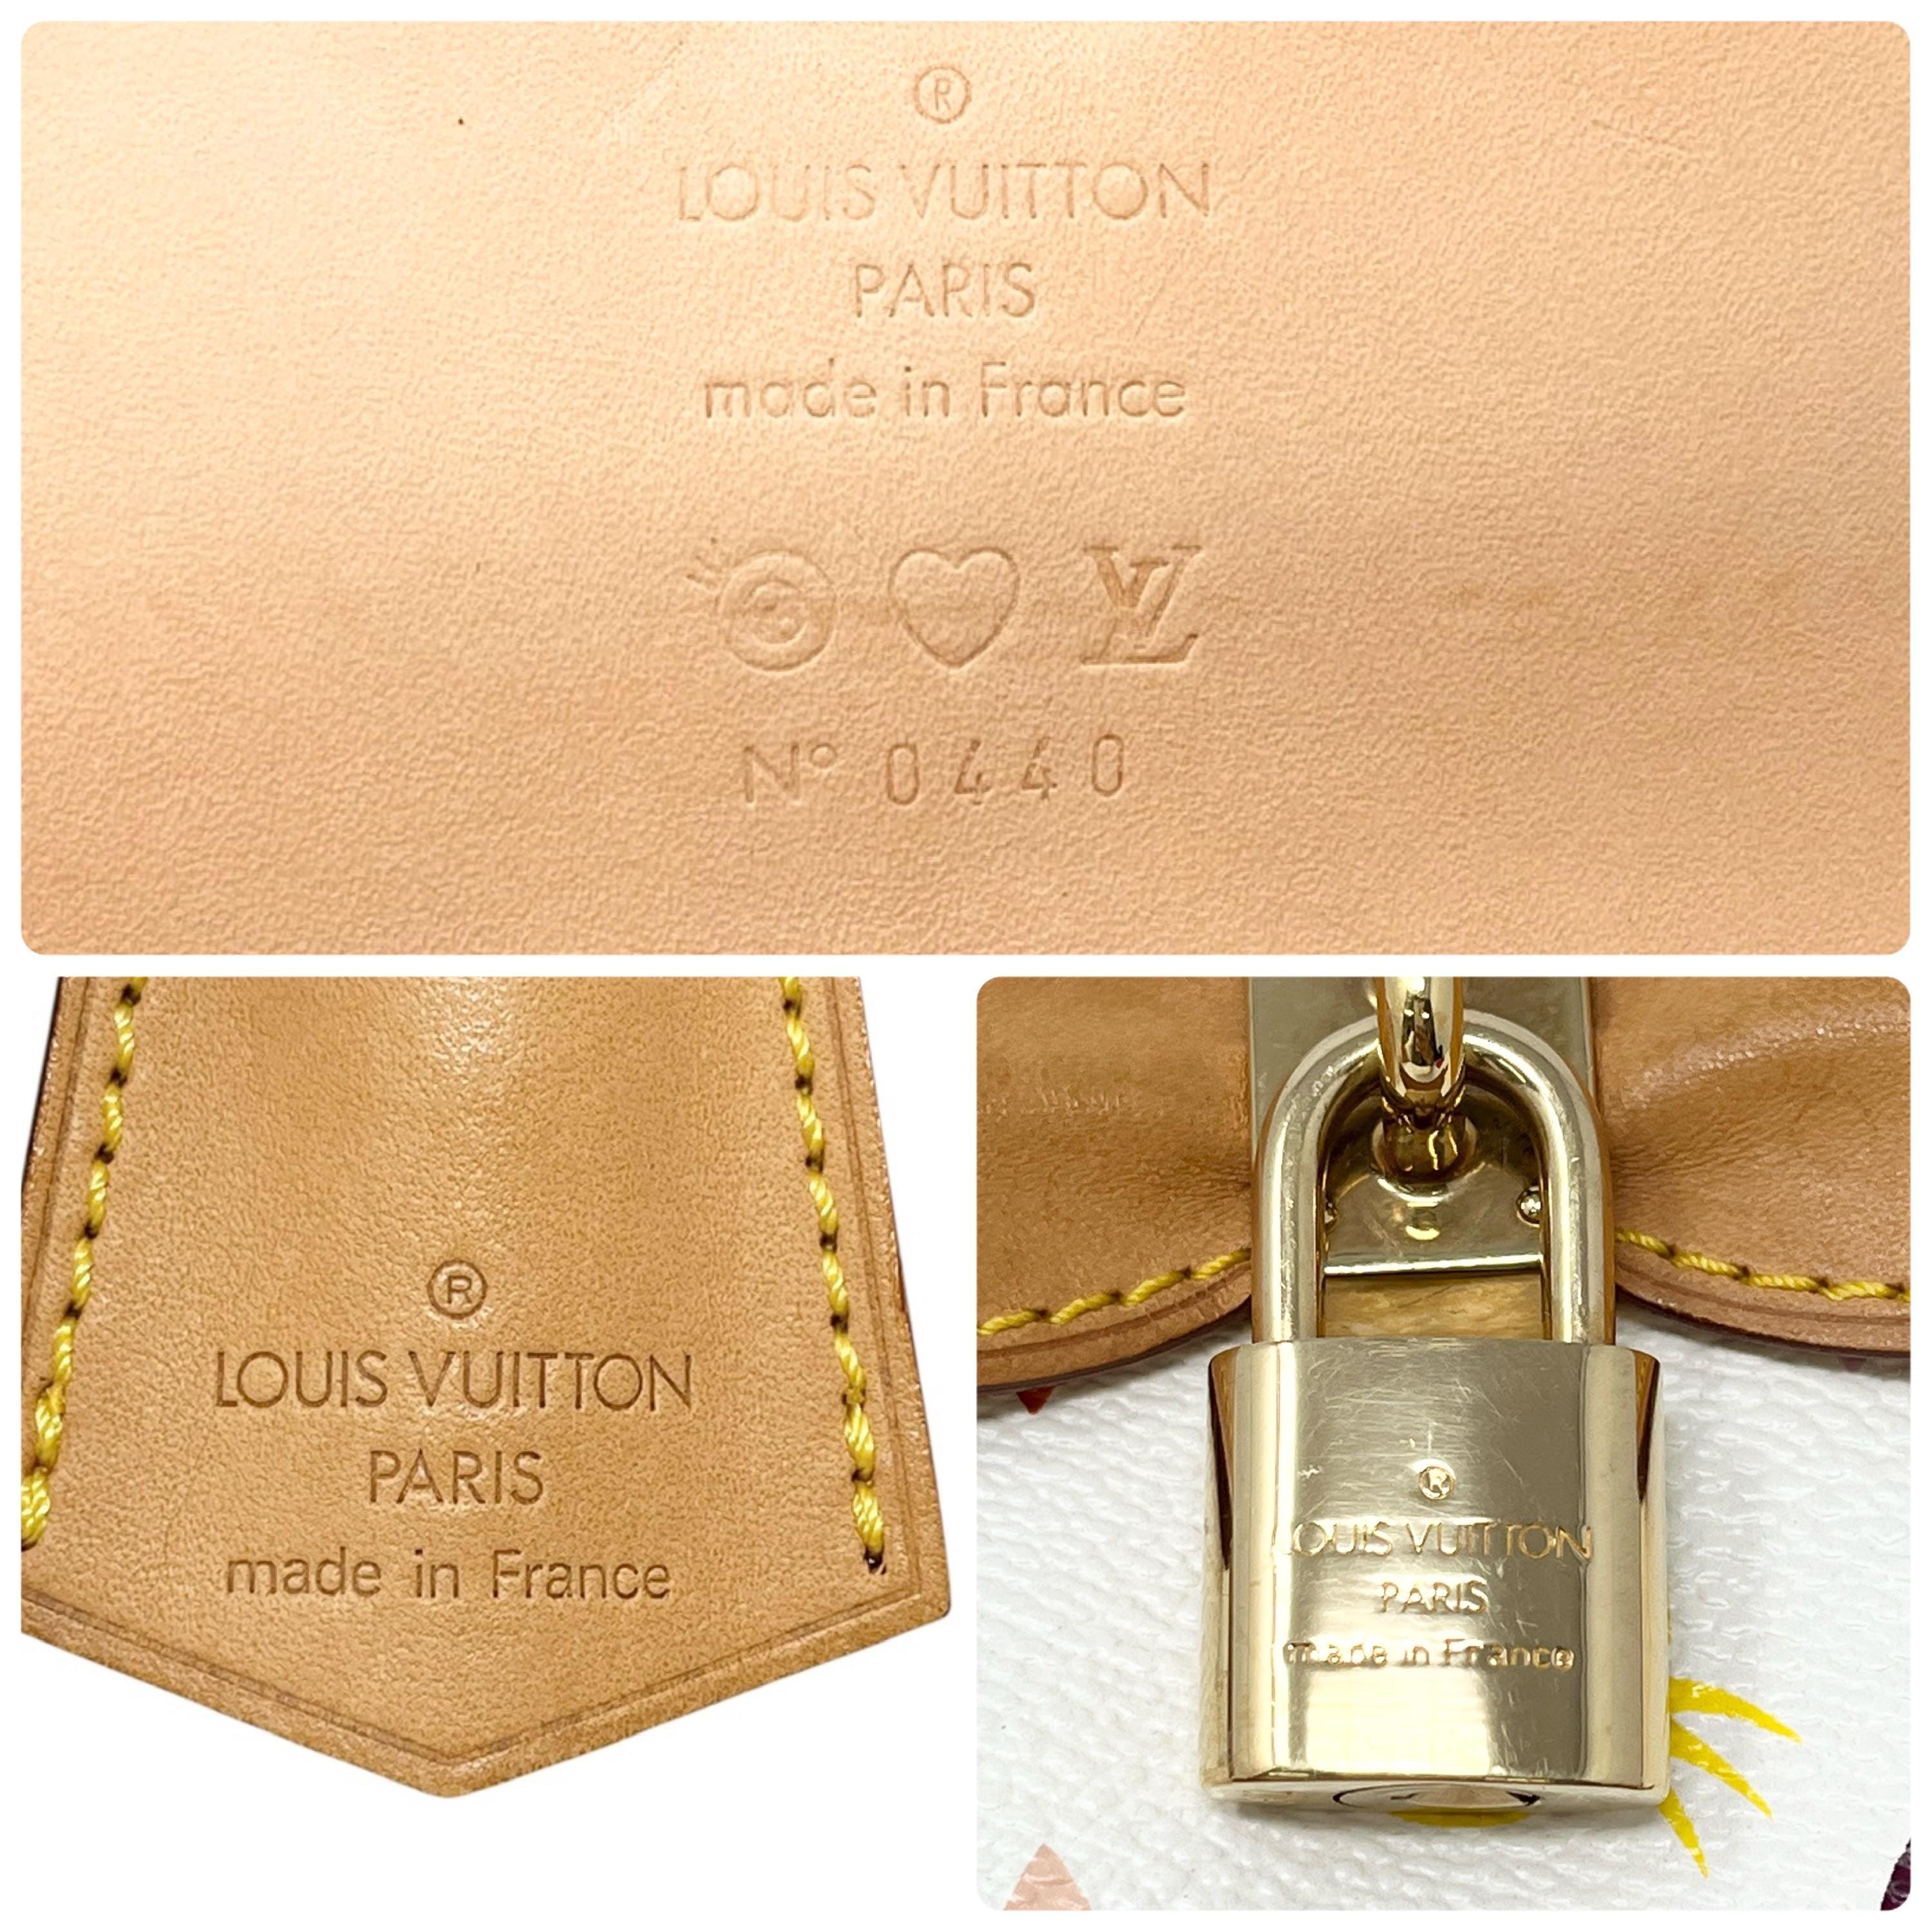 ®
LOUIS VUITTON
PARIS
made in France
LV
N° 0440
®
LOUIS VUITTON
PARIS
made in France
®
LOUIS VUITTON
PARIS
made in France